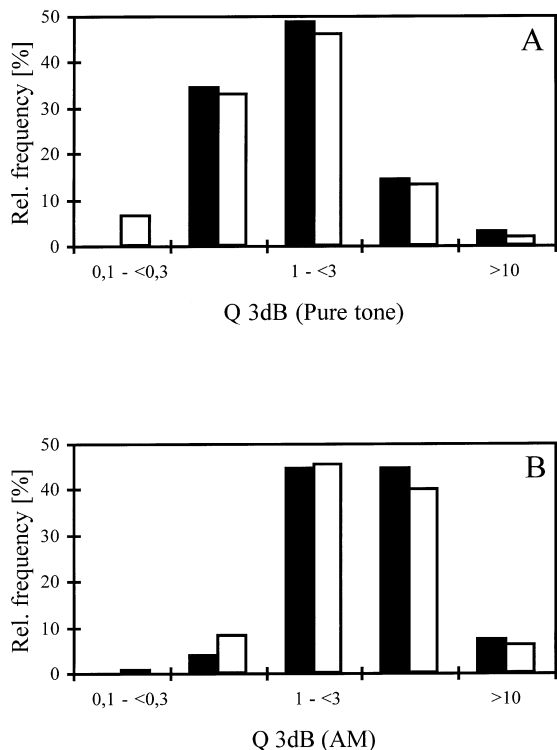 A
Rel. frequency [%]
50
40
30
20
10
0
0,1 - <0,3
1 - <3
>10
Q 3dB (Pure tone)
B
Rel. frequency [%]
50
40
30
20
10
0
0,1 - <0,3
1 - <3
>10
Q 3dB (AM)